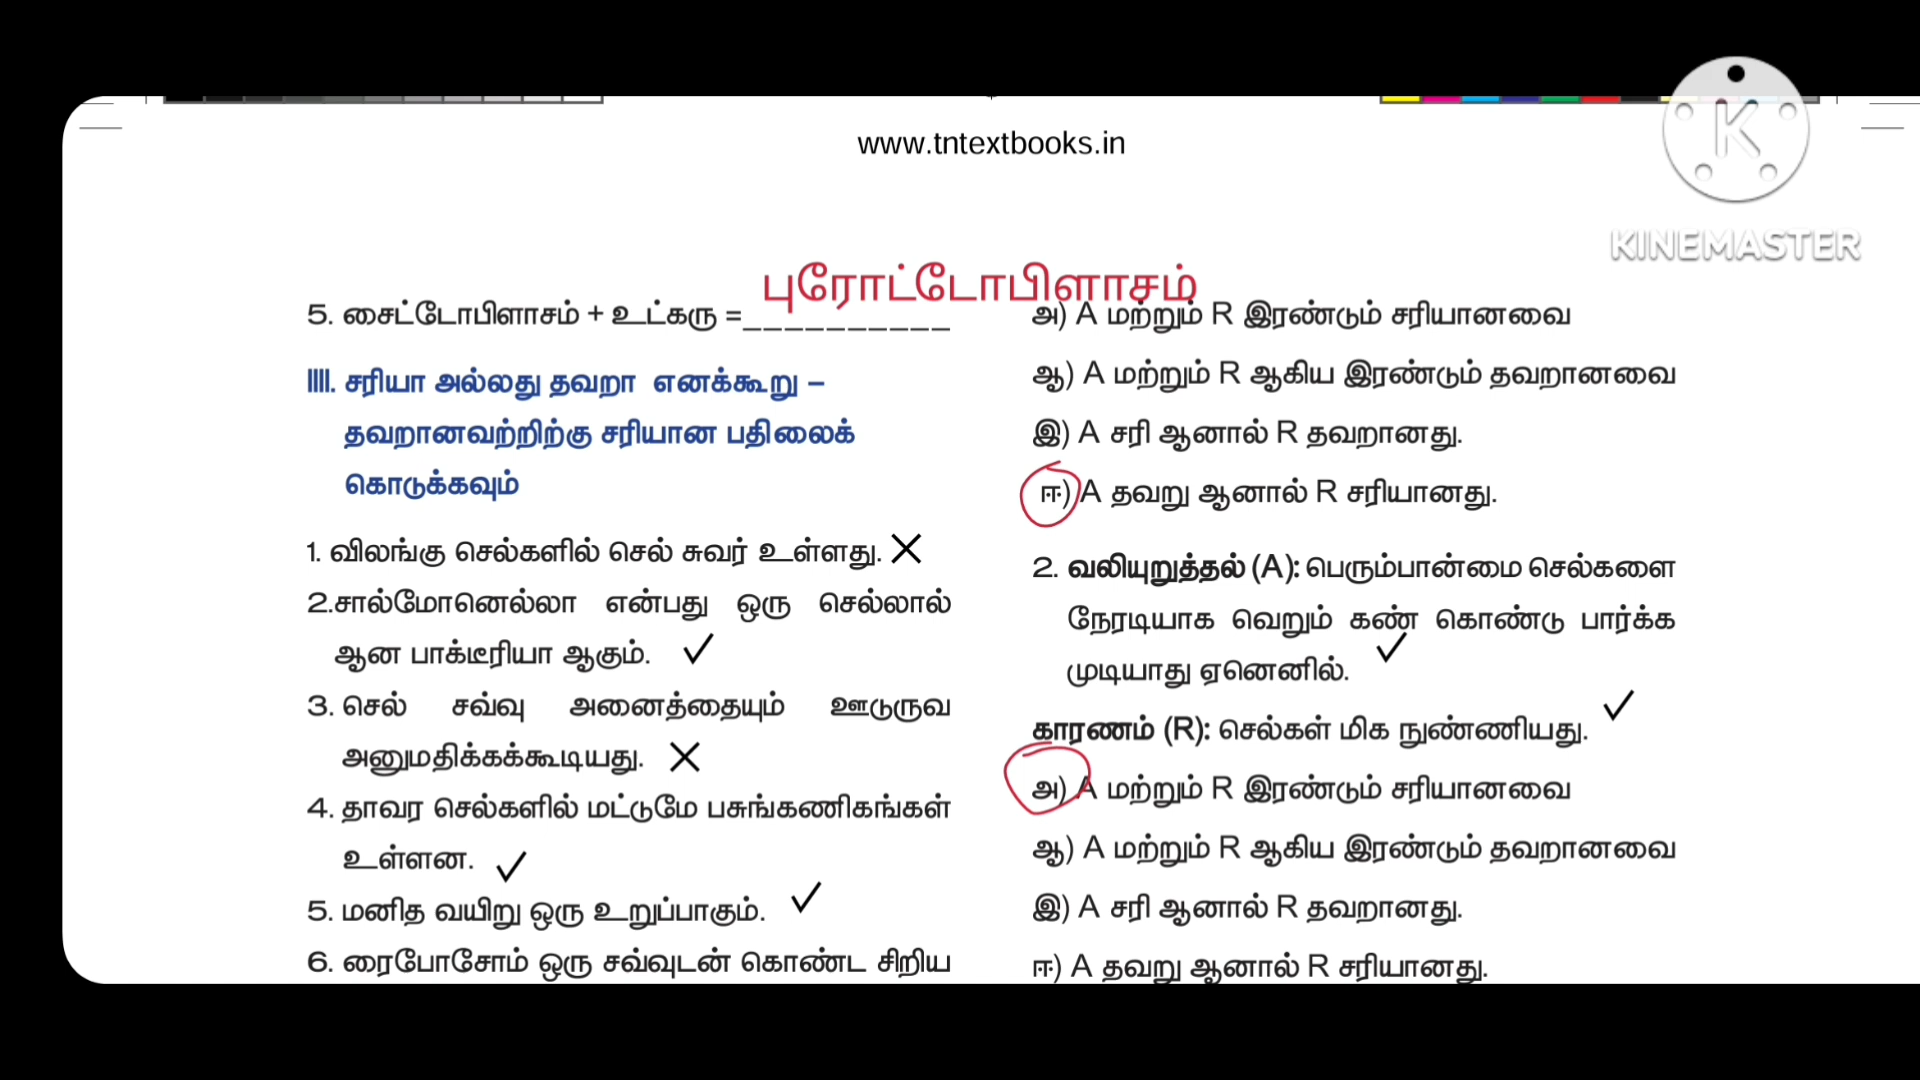 www.tntextbooks.in
KINEMASTER
புரோட்டோபிளாசம்
5. சைட்டோபிளாசம் + உட்கரு =__________
IIII. சரியா அல்லது தவறா எனக்கூறு –
தவறானவற்றிற்கு சரியான பதிலைக்
கொடுக்கவும்
1. விலங்கு செல்களில் செல் சுவர் உள்ளது.
2.சால்மோனெல்லா என்பது ஒரு செல்லால்
ஆன பாக்டீரியா ஆகும்.
3. செல் சவ்வு அனைத்தையும் ஊடுருவ
அனுமதிக்கக்கூடியது.
4. தாவர செல்களில் மட்டுமே பசுங்கணிகங்கள்
உள்ளன.
5. மனித வயிறு ஒரு உறுப்பாகும்.
6. ரைபோசோம் ஒரு சவ்வுடன் கொண்ட சிறிய
அ) A மற்றும் R இரண்டும் சரியானவை
ஆ) A மற்றும் R ஆகிய இரண்டும் தவறானவை
இ) A சரி ஆனால் R தவறானது.
ஈ) A தவறு ஆனால் R சரியானது.
2. வலியுறுத்தல் (A): பெரும்பான்மை செல்களை
நேரடியாக வெறும் கண் கொண்டு பார்க்க
முடியாது ஏனெனில்.
காரணம் (R): செல்கள் மிக நுண்ணியது.
அ) A மற்றும் R இரண்டும் சரியானவை
ஆ) A மற்றும் R ஆகிய இரண்டும் தவறானவை
இ) A சரி ஆனால் R தவறானது.
ஈ) A தவறு ஆனால் R சரியானது.